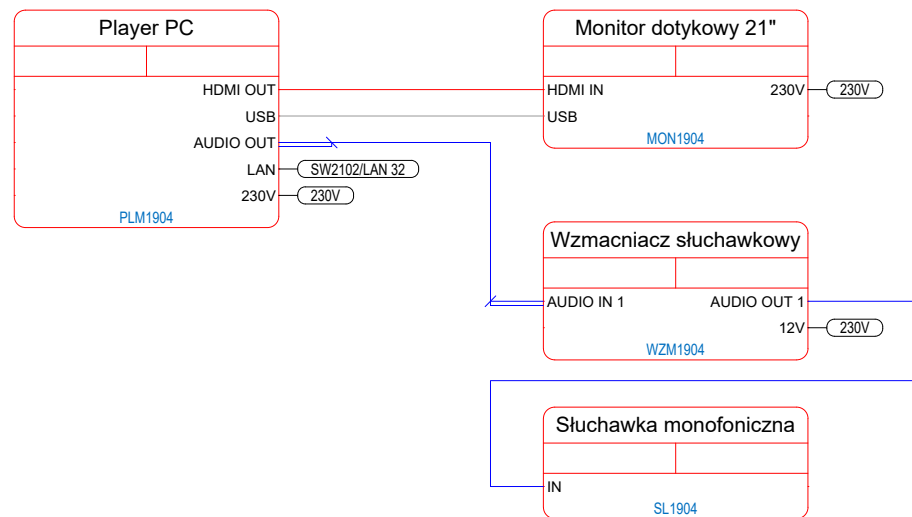 Player PC
HDMI OUT
USB
AUDIO OUT
LAN SW2102/LAN 32
230V 230V
PLM1904
Monitor dotykowy 21"
HDMI IN 230V 230V
USB
MON1904
Wzmacniacz słuchawkowy
AUDIO IN 1 AUDIO OUT 1
12V 230V
WZM1904
Słuchawka monofoniczna
IN
SL1904